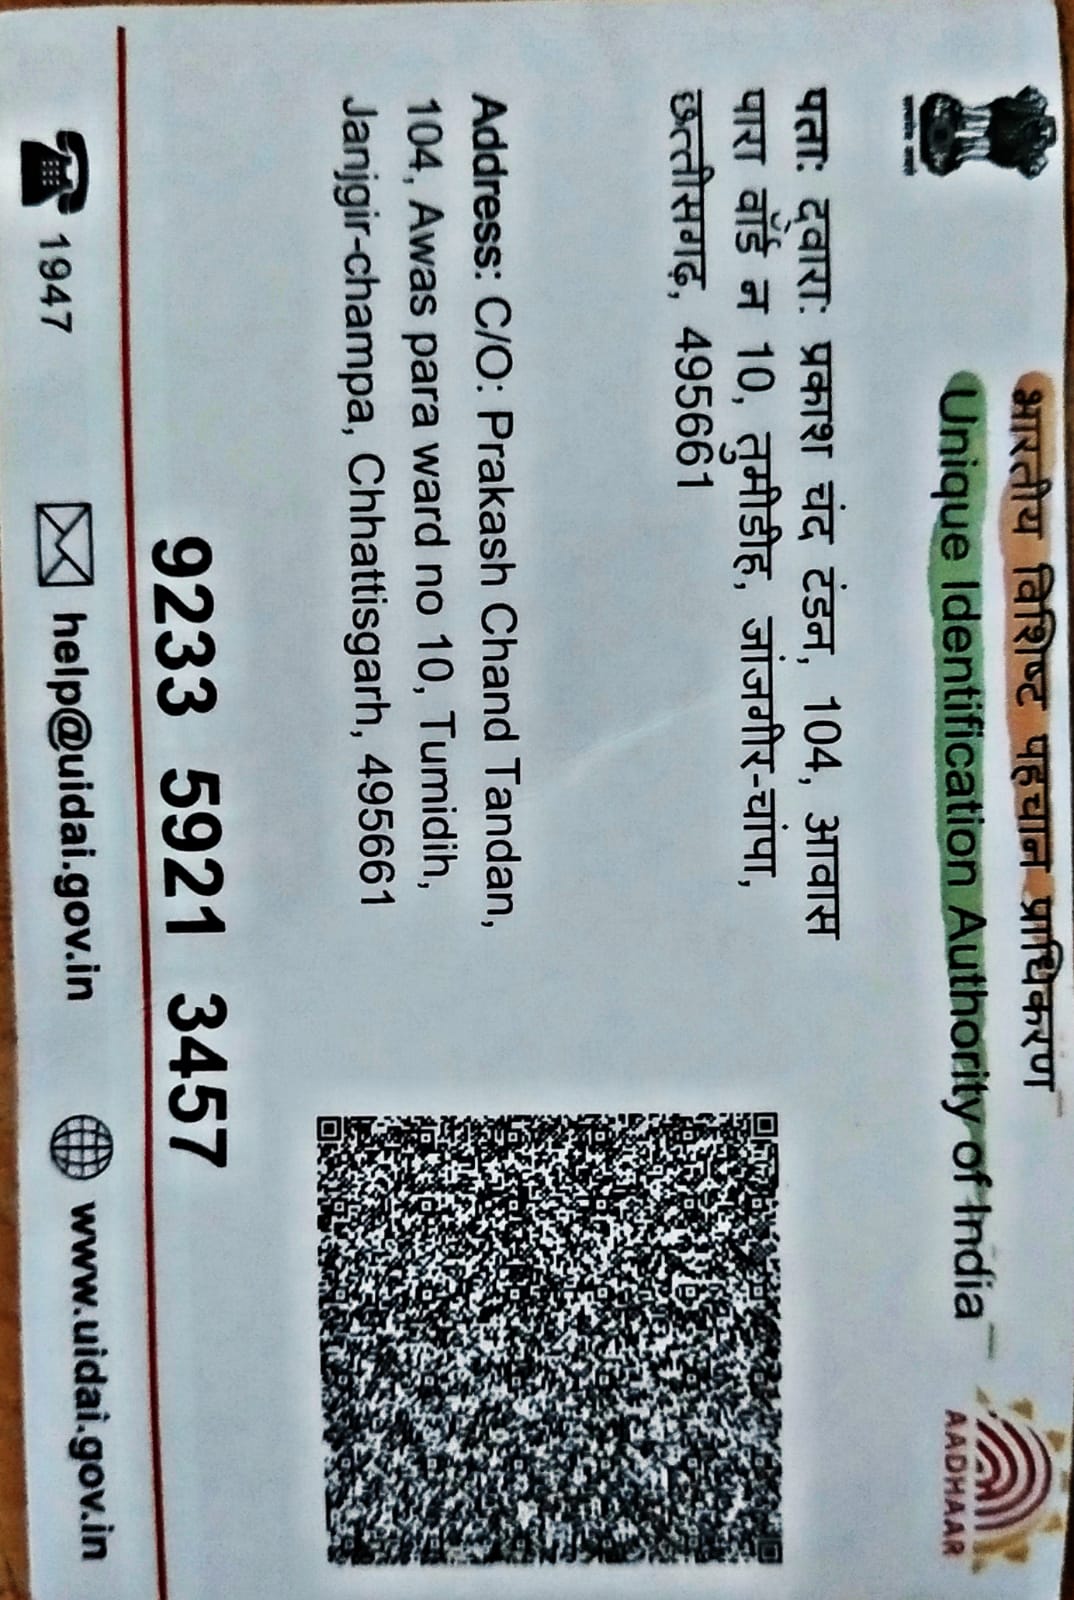 भारतीय विशिष्ट पहचान प्राधिकरण
Unique Identification Authority of India
AADHAAR
पता: द्वारा: प्रकाश चंद टंडन, 104, आवास
पारा वॉर्ड न 10, तुमीडीह, जांजगीर-चांपा,
छत्तीसगढ़, 495661
Address: C/O: Prakash Chand Tandan,
104, Awas para ward no 10, Tumidih,
Janjgir-champa, Chhattisgarh, 495661
9233 5921 3457
1947
help@uidai.gov.in
www.uidai.gov.in